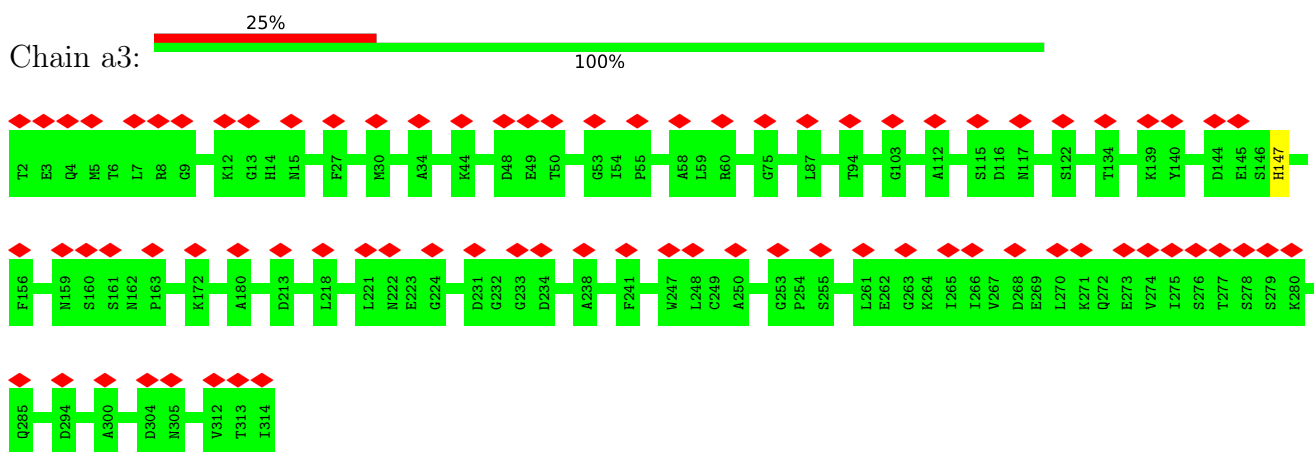 25%
Chain a3:
100%
T2 E3 Q4 M5 T6 L7 R8 G9 K12 G13 H14 N15 F27 M30 A34 K44 D48 E49 T50 G53 I54 P55 A58 L59 R60 G75 L87 T94 G103 A112 S115 D116 N117 S122 T134 K139 Y140 D144 E145 S146 H147
F156 N159 S160 S161 N162 P163 K172 A180 D213 L218 L221 N222 E223 G224 D231 G232 G233 D234 A238 F241 W247 L248 C249 A250 G253 P254 S255 L261 E262 G263 K264 I265 I266 V267 D268 E269 L270 K271 Q272 E273 V274 I275 S276 T277 S278 S279 K280
Q285 D294 A300 D304 N305 V312 T313 I314